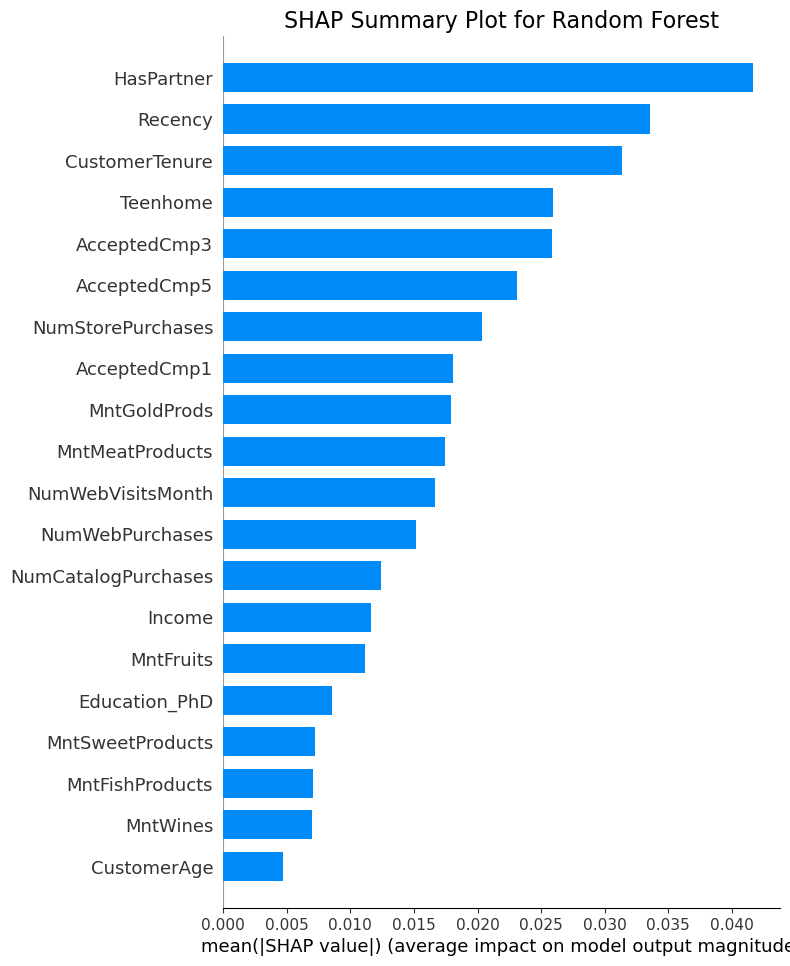 SHAP Summary Plot for Random Forest
HasPartner
Recency
CustomerTenure
Teenhome
AcceptedCmp3
AcceptedCmp5
NumStorePurchases
AcceptedCmp1
MntGoldProds
MntMeatProducts
NumWebVisitsMonth
NumWebPurchases
NumCatalogPurchases
Income
MntFruits
Education_PhD
MntSweetProducts
MntFishProducts
MntWines
CustomerAge
0.000 0.005 0.010 0.015 0.020 0.025 0.030 0.035 0.040
mean(|SHAP value|) (average impact on model output magnitude